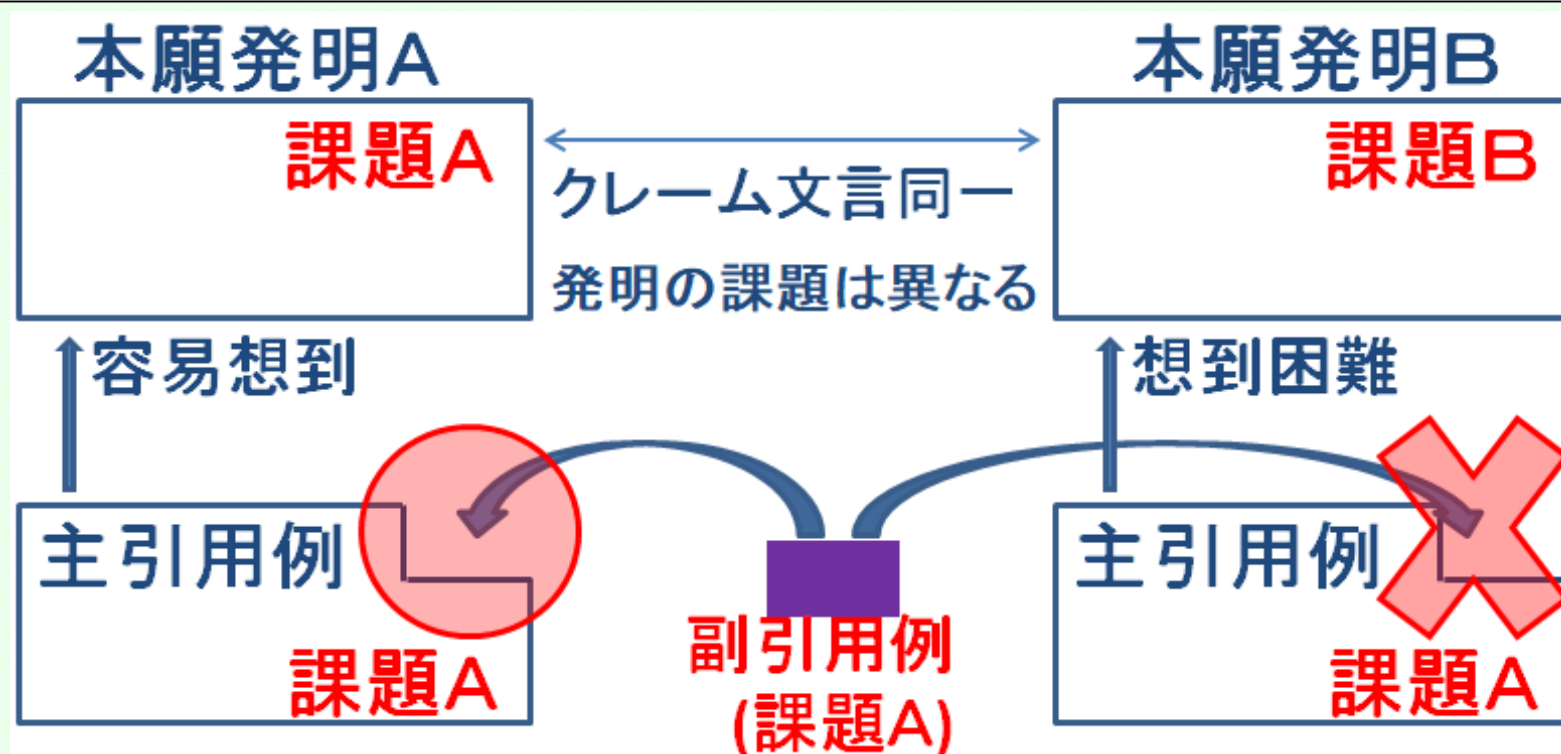 本願発明A
本願発明B
課題A
課題B
クレーム文言同一
発明の課題は異なる
容易想到
想到困難
主引用例
主引用例
副引用例
(課題A)
課題A
課題A